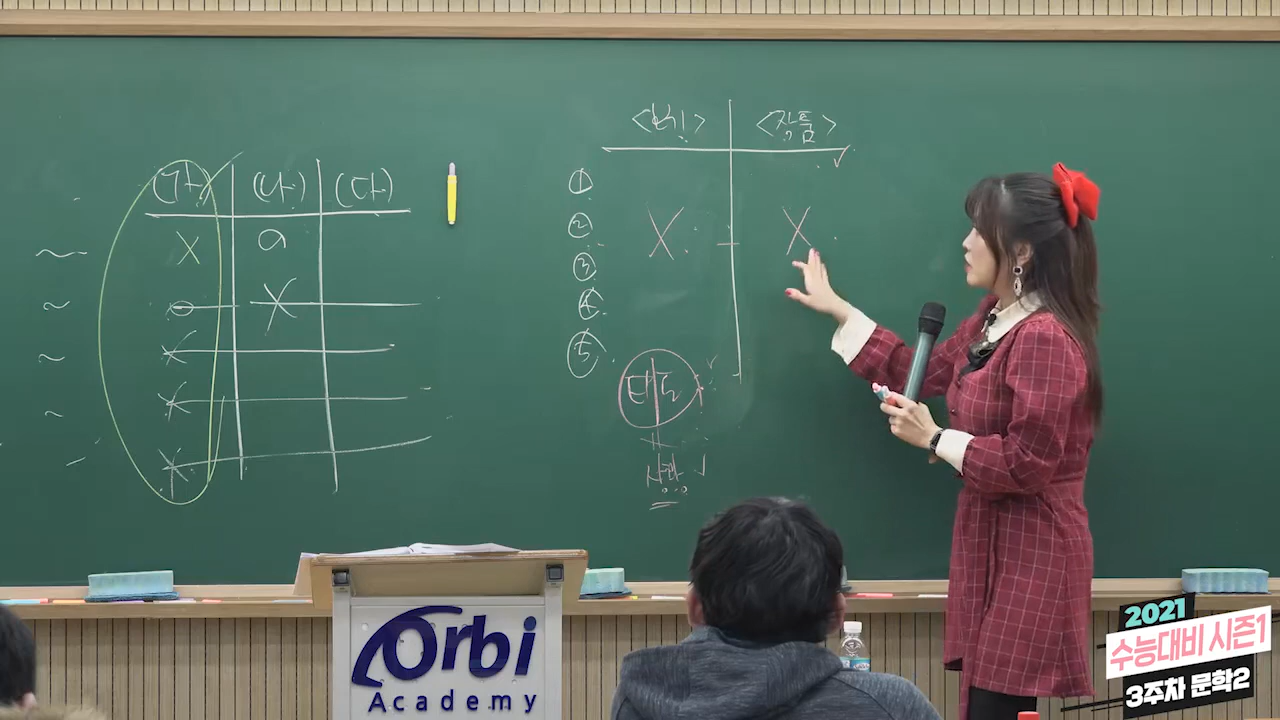 (가) (나) (다)
X a
X
<보기> <작품>
①
② X X
③
④
⑤
태도
Orbi
Academy
2021
수능대비 시즌1
3주차 문학2